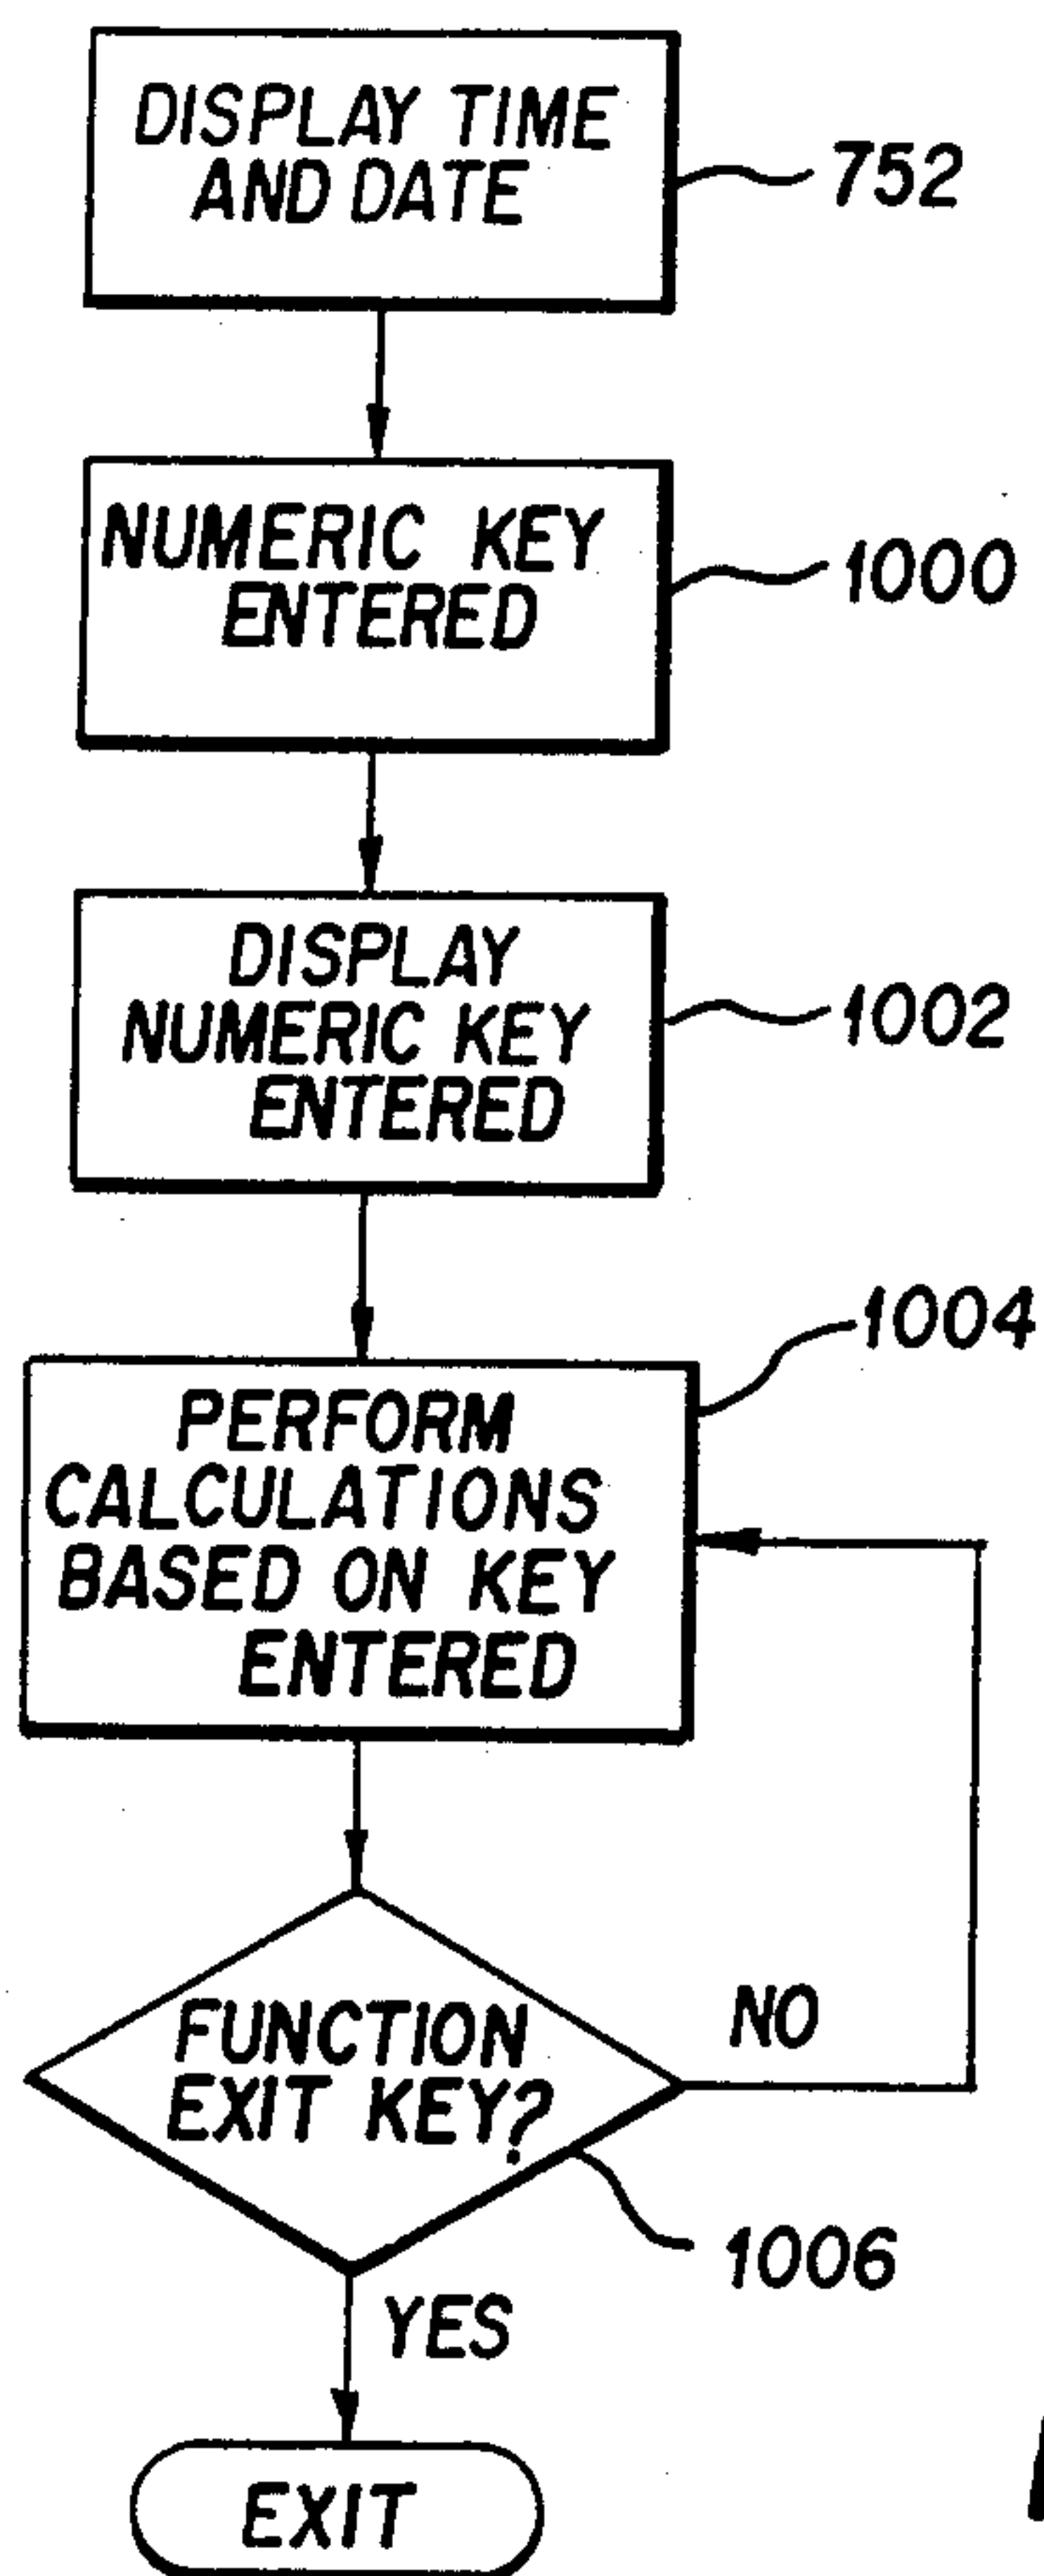 DISPLAY TIME
AND DATE
752
NUMERIC KEY
ENTERED
1000
DISPLAY
NUMERIC KEY
ENTERED
1002
1004
PERFORM
CALCULATIONS
BASED ON KEY
ENTERED
FUNCTION
EXIT KEY?
NO
1006
YES
EXIT